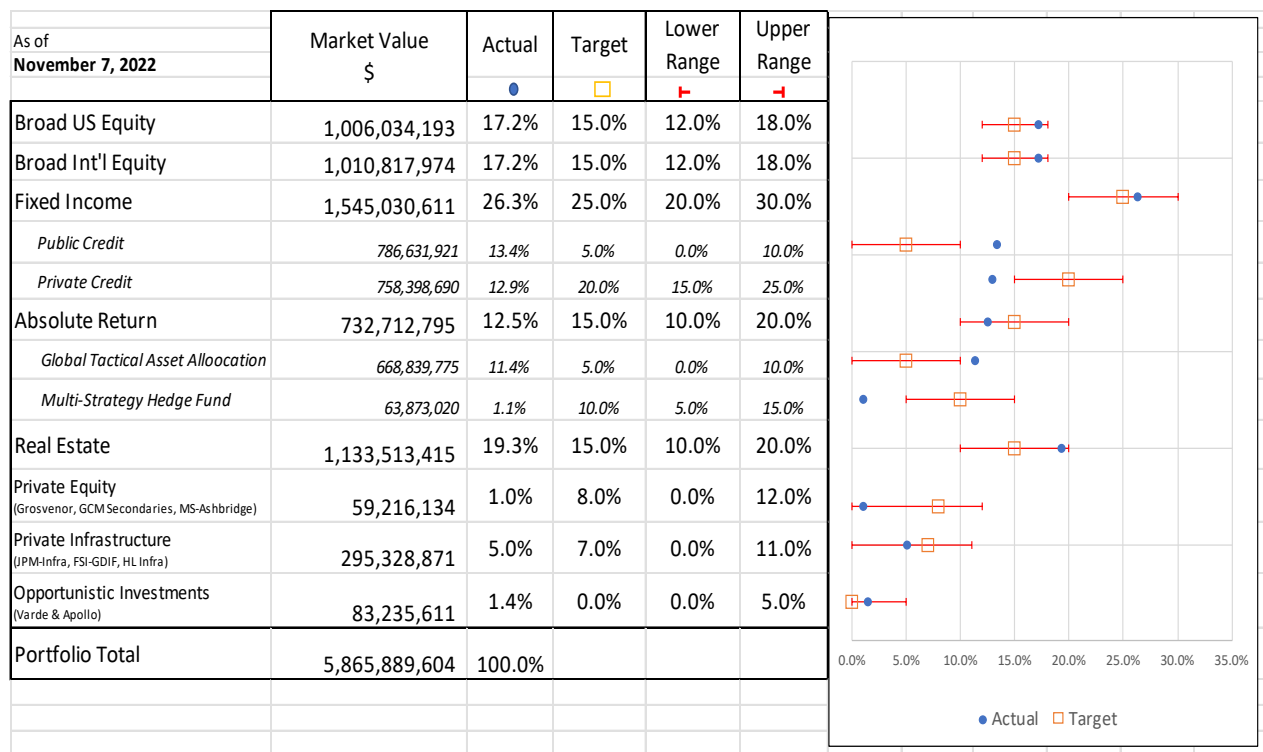 As of
November 7, 2022
Market Value
$
Actual
Target
Lower
Range
Upper
Range
Broad US Equity 1,006,034,193 17.2% 15.0% 12.0% 18.0%
Broad Int'l Equity 1,010,817,974 17.2% 15.0% 12.0% 18.0%
Fixed Income 1,545,030,611 26.3% 25.0% 20.0% 30.0%
Public Credit 786,631,921 13.4% 5.0% 0.0% 10.0%
Private Credit 758,398,690 12.9% 20.0% 15.0% 25.0%
Absolute Return 732,712,795 12.5% 15.0% 10.0% 20.0%
Global Tactical Asset Alloocation 668,839,775 11.4% 5.0% 0.0% 10.0%
Multi-Strategy Hedge Fund 63,873,020 1.1% 10.0% 5.0% 15.0%
Real Estate 1,133,513,415 19.3% 15.0% 10.0% 20.0%
Private Equity 59,216,134 1.0% 8.0% 0.0% 12.0%
(Grosvenor, GCM Secondaries, MS-Ashbridge)
Private Infrastructure 295,328,871 5.0% 7.0% 0.0% 11.0%
(JPM-Infra, FSI-GDIF, HL Infra)
Opportunistic Investments 83,235,611 1.4% 0.0% 0.0% 5.0%
(Varde & Apollo)
Portfolio Total 5,865,889,604 100.0%
0.0% 5.0% 10.0% 15.0% 20.0% 25.0% 30.0% 35.0%
Actual Target